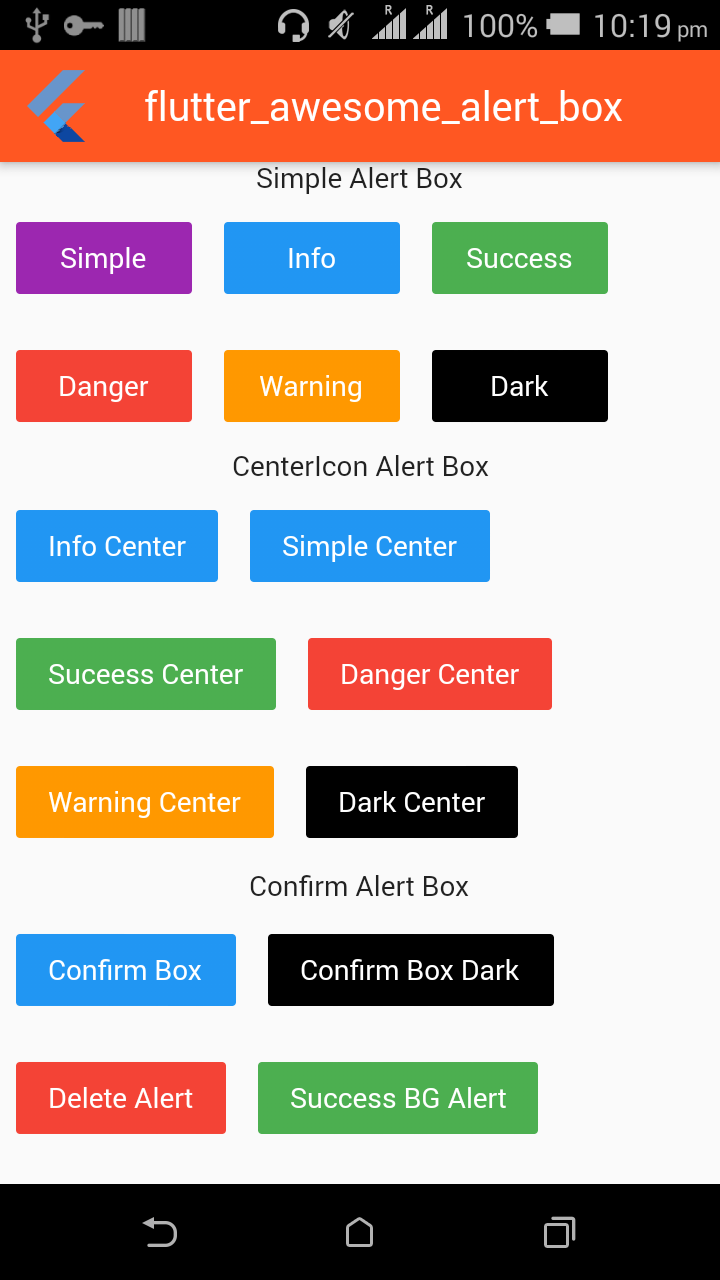 R R 100% 10:19 pm
flutter_awesome_alert_box
Simple Alert Box
Simple Info Success
Danger Warning Dark
CenterIcon Alert Box
Info Center Simple Center
Suceess Center Danger Center
Warning Center Dark Center
Confirm Alert Box
Confirm Box Confirm Box Dark
Delete Alert Success BG Alert